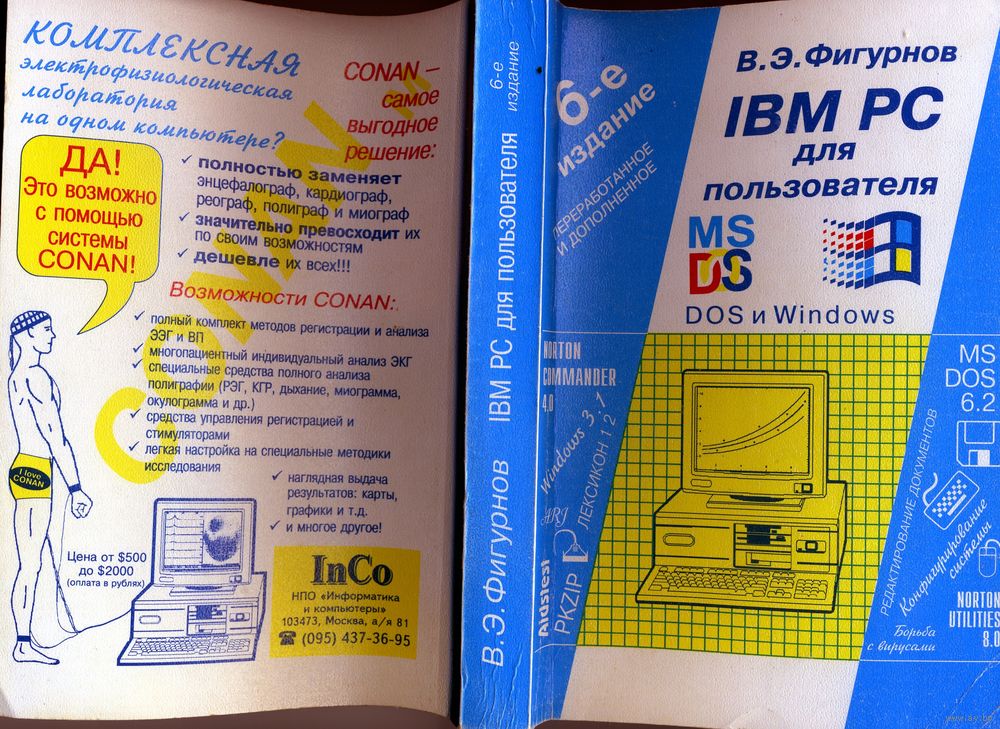 КОМПЛЕКСНАЯ
электрофизиологическая
лаборатория
на одном компьютере?
ДА!
Это возможно
с помощью
системы
CONAN!
CONAN –
самое
выгодное
решение:
✓ полностью заменяет
энцефалограф, кардиограф,
реограф, полиграф и миограф
✓ значительно превосходит их
по своим возможностям
✓ дешевле их всех!!!
Возможности CONAN:
✓ полный комплект методов регистрации и анализа
ЭЭГ и ВП
✓ многопациентный индивидуальный анализ ЭКГ
✓ специальные средства полного анализа
полиграфии (РЭГ, КГР, дыхание, миограмма,
окулограмма и др.)
✓ средства управления регистрацией и
стимуляторами
✓ легкая настройка на специальные методики
исследования
✓ наглядная выдача
результатов: карты,
графики и т.д.
✓ и многое другое!
I love
CONAN
Цена от $500
до $2000
(оплата в рублях)
InCo
НПО «Информатика
и компьютеры»
103473, Москва, а/я 81
☎ (095) 437-36-95
В.Э.ФИГУРНОВ IBM PC для пользователя
6-е
издание
6-е
издание
ПЕРЕРАБОТАННОЕ
И ДОПОЛНЕННОЕ
В.Э.Фигурнов
IBM PC
для
пользователя
MS
DOS
DOS и Windows
NORTON
COMMANDER
4.0
Windows 3.1
ЛЕКСИКОН 1 2
ARJ
Aidstest
PKZIP
MS
DOS
6.2
РЕДАКТИРОВАНИЕ ДОКУМЕНТОВ
Конфигурирование
системы
NORTON
UTILITIES
8.0
Борьба
с вирусами
www.ay.by